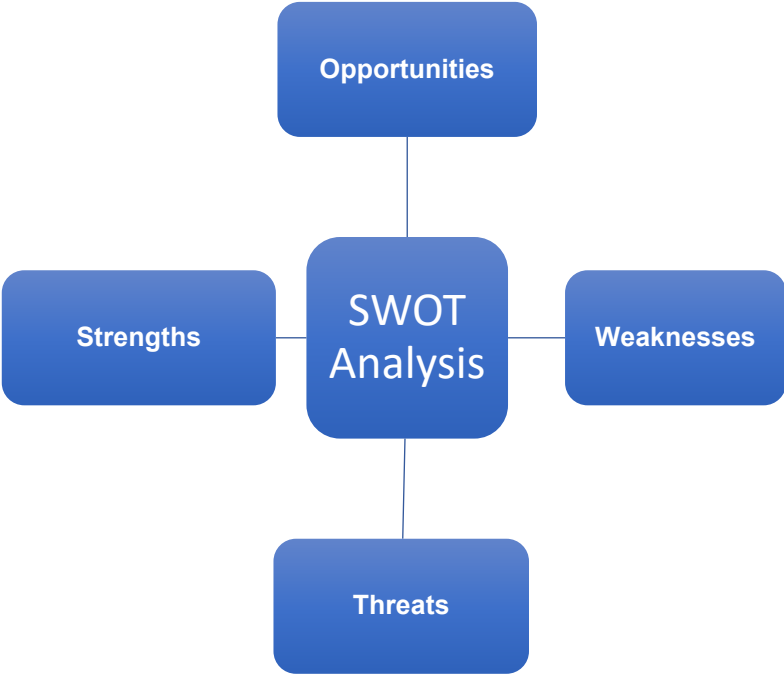 Opportunities
Strengths
SWOT
Analysis
Weaknesses
Threats